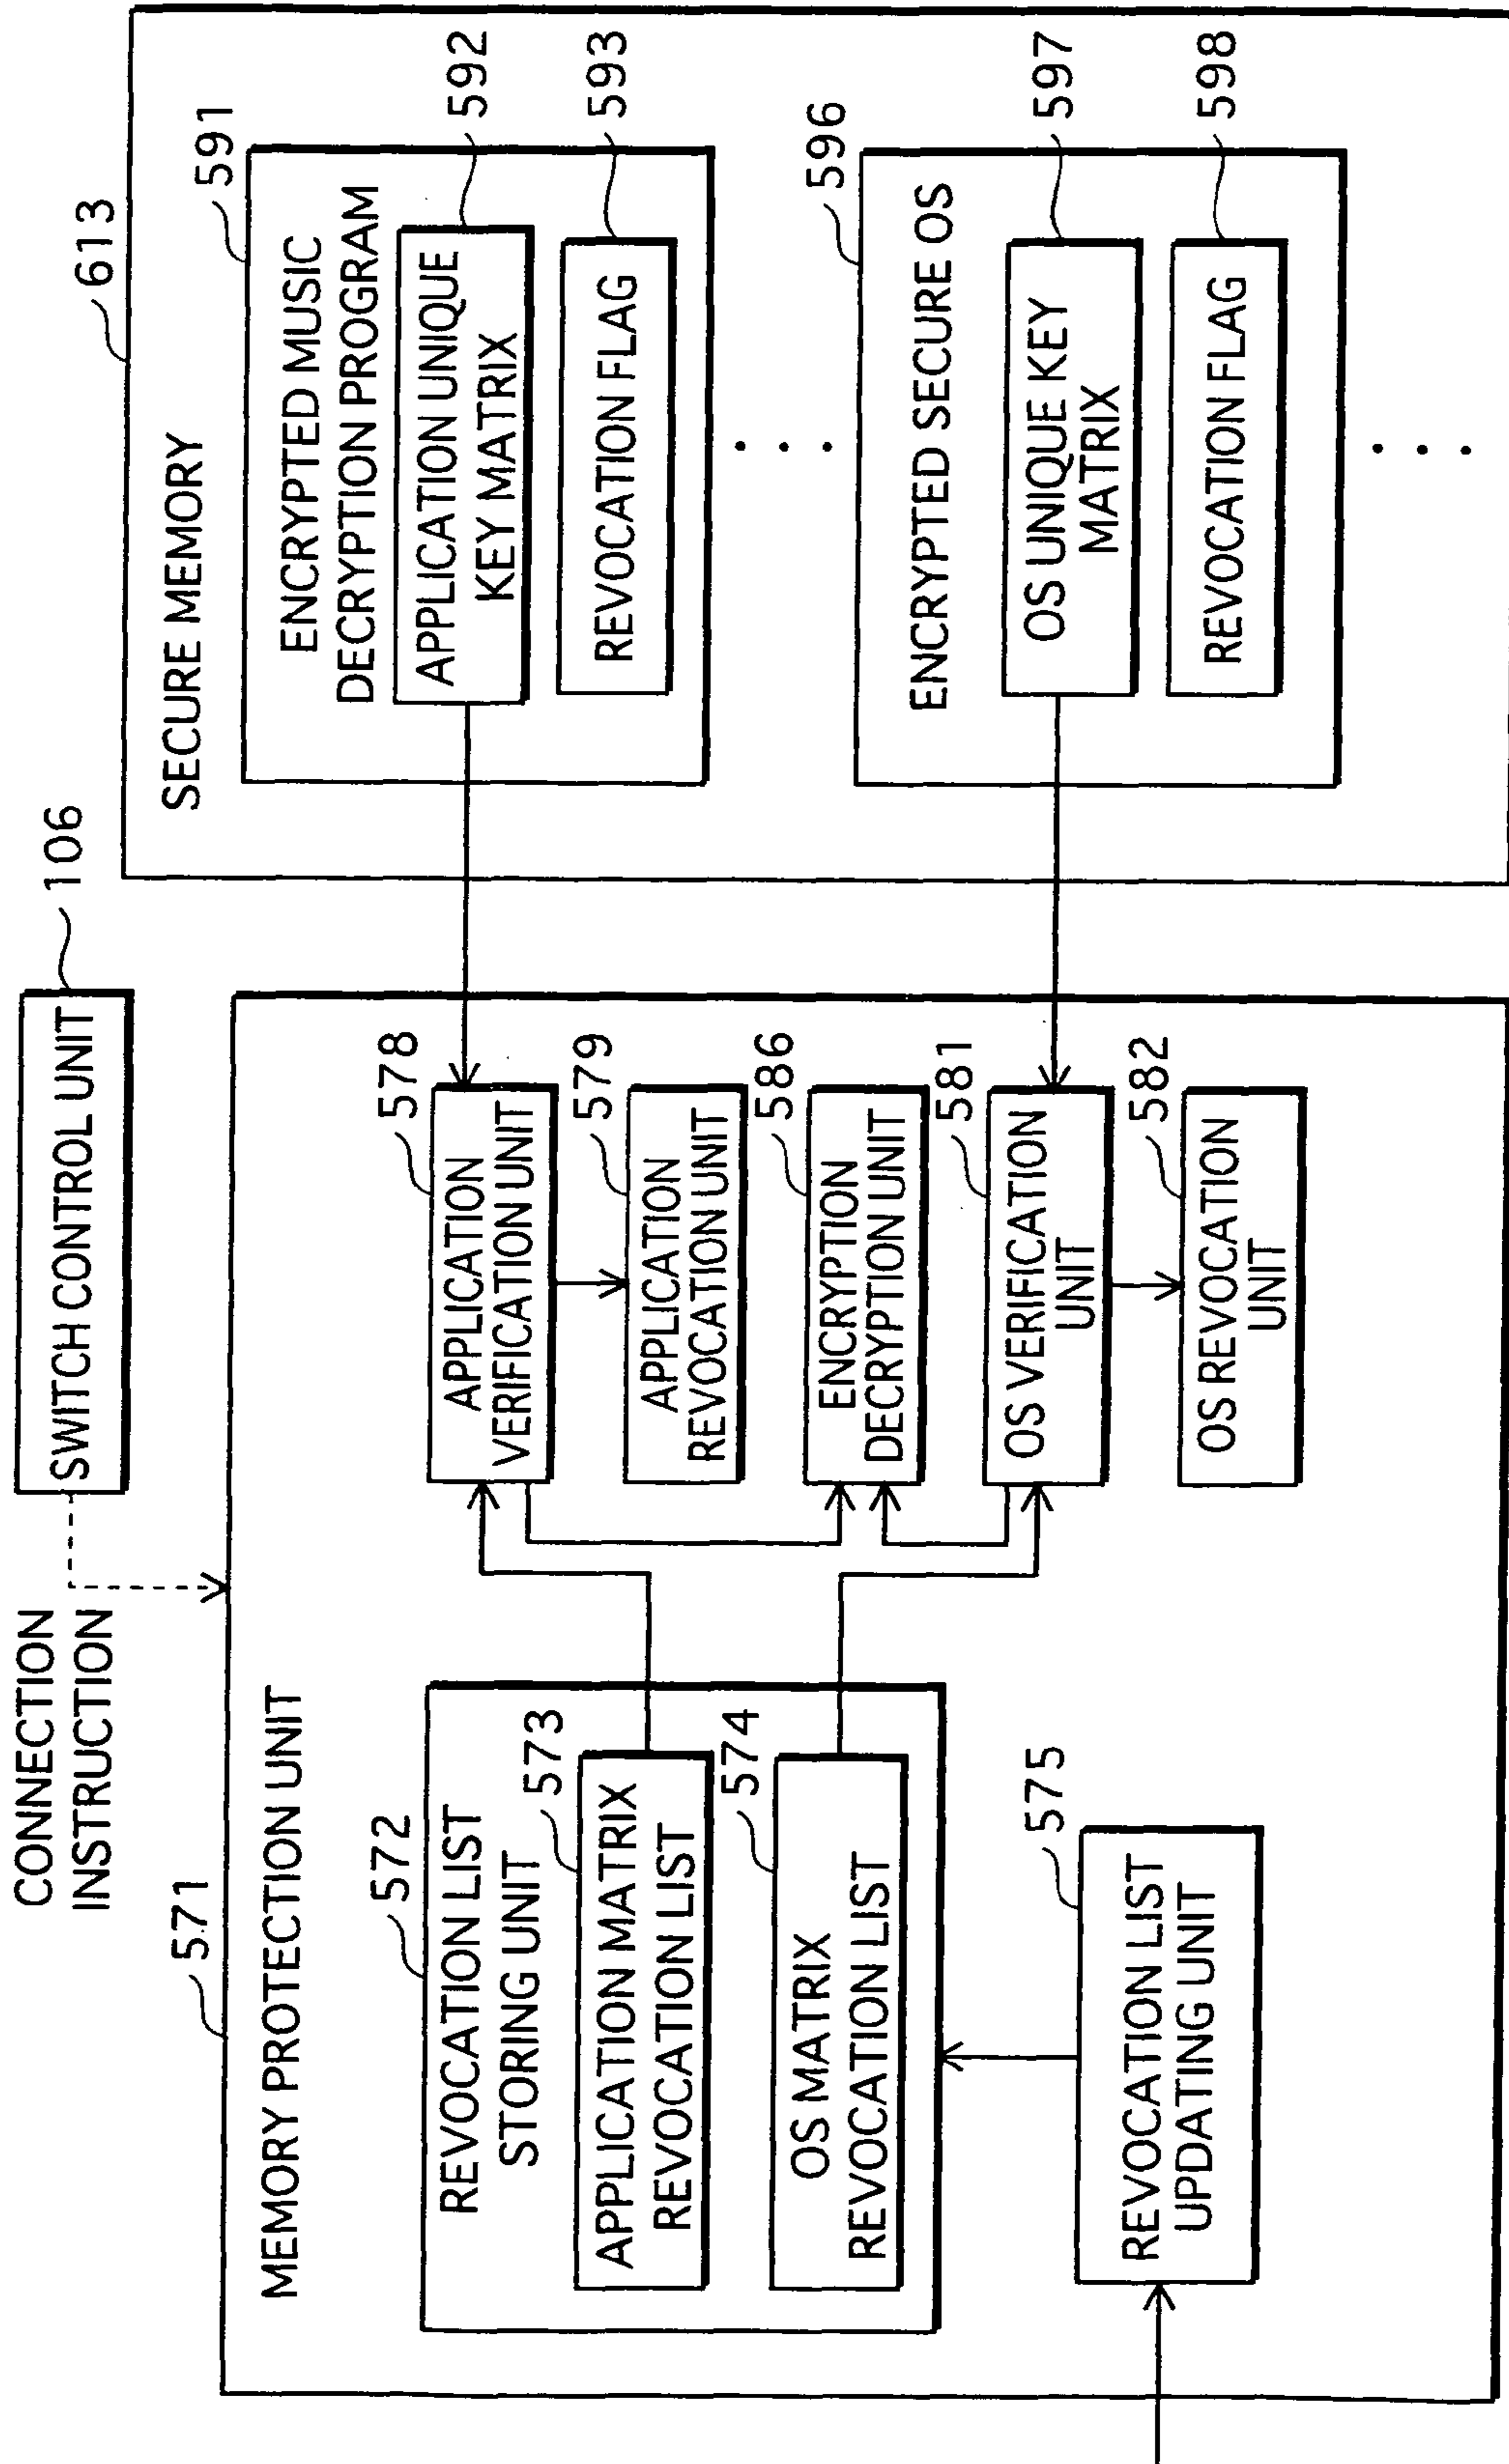 CONNECTION
INSTRUCTION
SWITCH CONTROL UNIT
106
571
MEMORY PROTECTION UNIT
572
REVOCATION LIST
STORING UNIT
573
APPLICATION MATRIX
REVOCATION LIST
574
OS MATRIX
REVOCATION LIST
575
REVOCATION LIST
UPDATING UNIT
578
APPLICATION
VERIFICATION UNIT
579
APPLICATION
REVOCATION UNIT
586
ENCRYPTION
DECRYPTION UNIT
581
OS VERIFICATION
UNIT
582
OS REVOCATION
UNIT
613
SECURE MEMORY
591
ENCRYPTED MUSIC
DECRYPTION PROGRAM
APPLICATION UNIQUE
KEY MATRIX
592
REVOCATION FLAG
593
596
ENCRYPTED SECURE OS
OS UNIQUE KEY
MATRIX
597
REVOCATION FLAG
598